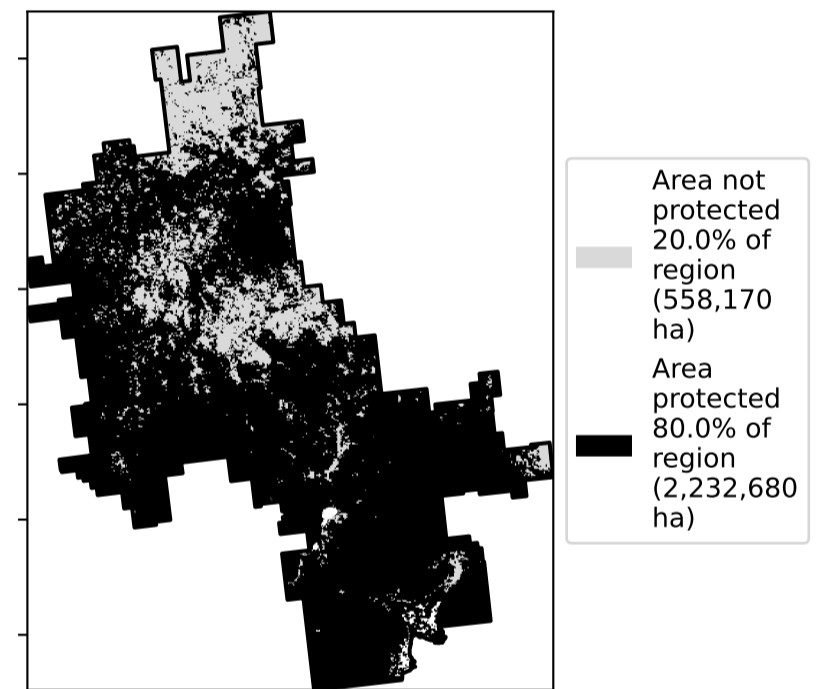 Area not
protected
20.0% of
region
(558,170
ha)
Area
protected
80.0% of
region
(2,232,680
ha)